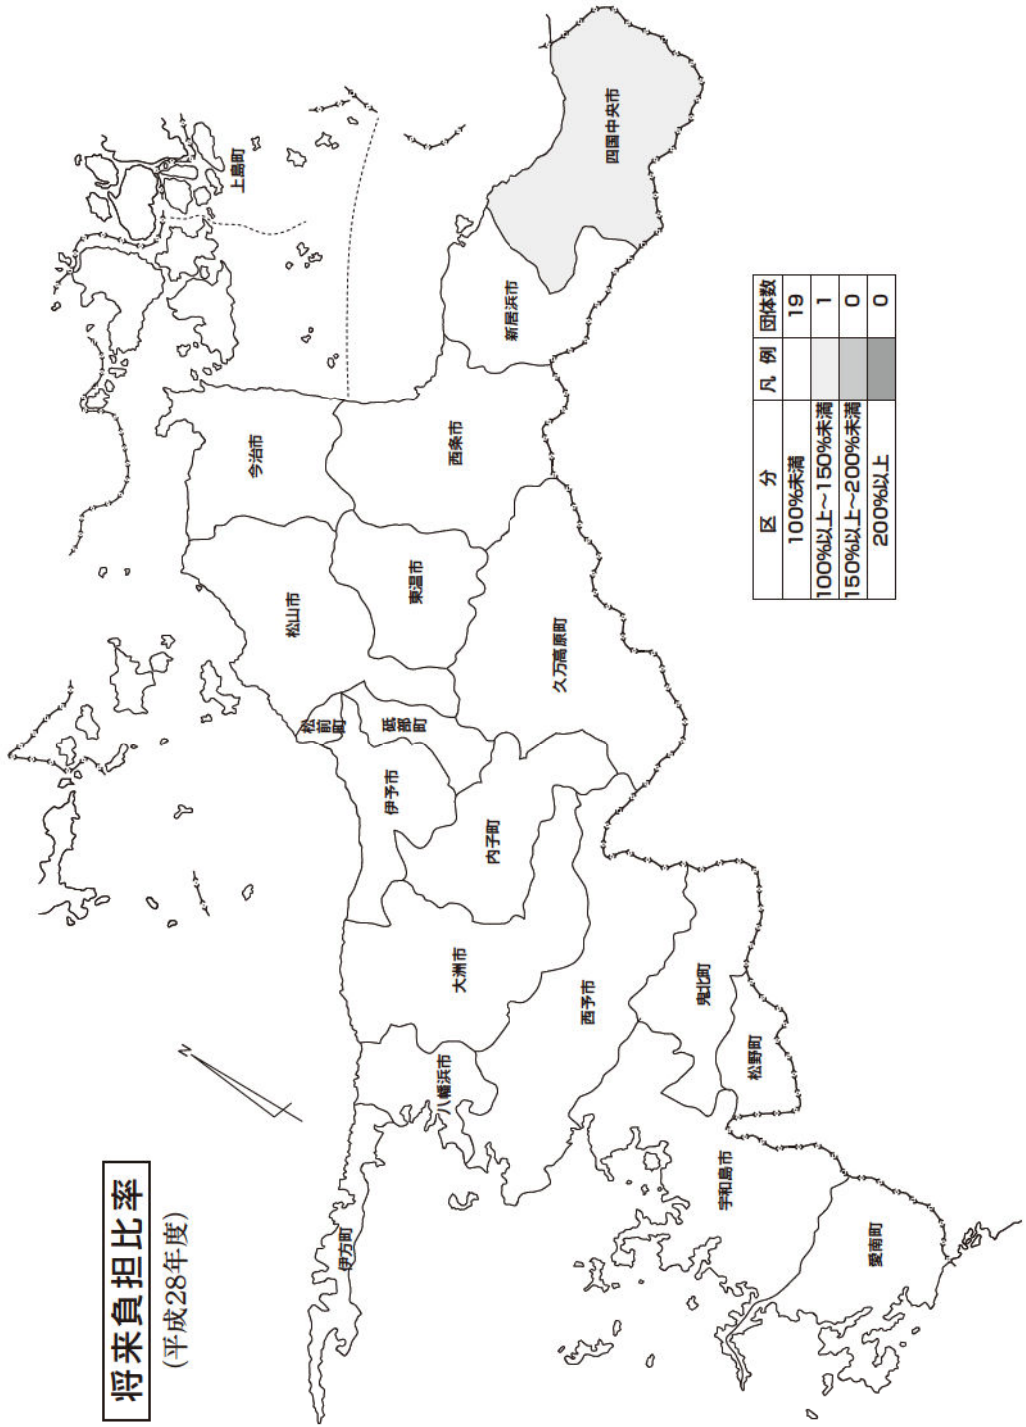 将来負担比率
(平成28年度)
上島町
四国中央市
新居浜市
今治市
西条市
松山市
東温市
久万高原町
松前町
砥部町
伊予市
内子町
大洲市
八幡浜市
西予市
伊方町
鬼北町
松野町
宇和島市
愛南町
N
区 分 凡 例 団体数
100%未満 19
100%以上~150%未満 1
150%以上~200%未満 0
200%以上 0